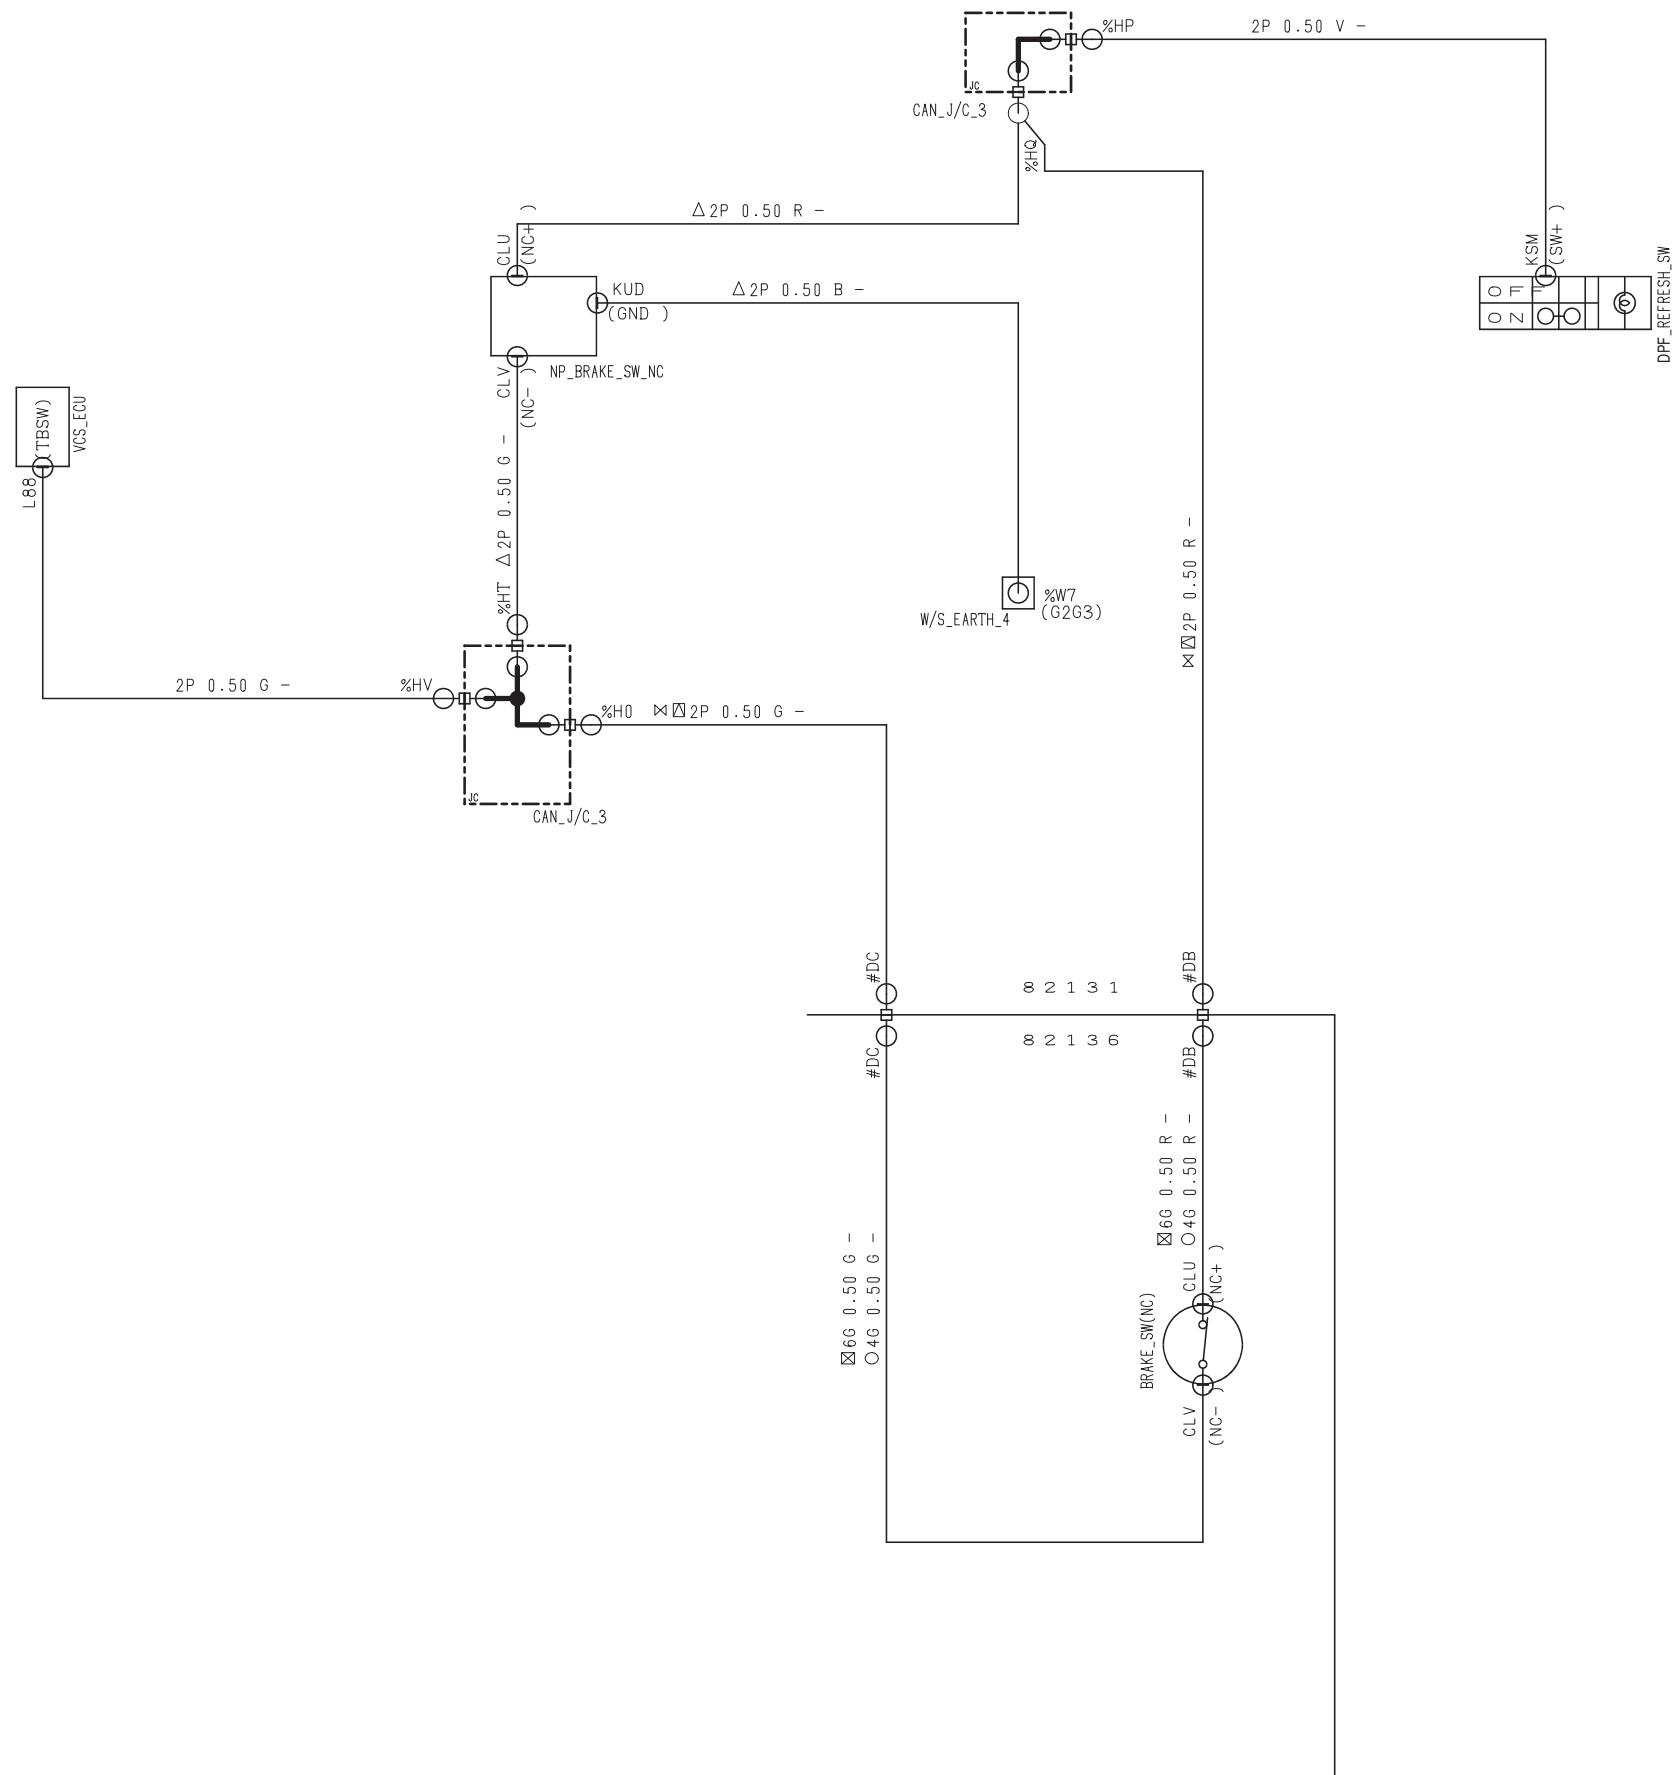 %HP
2P 0.50 V -
JC
CAN_J/C_3
%HQ
△2P 0.50 R -
CLU
(NC+ )
KSM
(SW+ )
OFF
ON
DPF_REFRESH_SW
KUD
(GND )
△2P 0.50 B -
NP_BRAKE_SW_NC
CLV
(NC- )
(TBSW)
VCS_ECU
L88
%HT △2P 0.50 G -
W/S_EARTH_4
%W7
(G2G3)
2P 0.50 R -
2P 0.50 G -
%HV
%H0
2P 0.50 G -
JC
CAN_J/C_3
#DC
82131
#DB
#DC
82136
#DB
☒6G 0.50 R -
○4G 0.50 R -
☒6G 0.50 G -
○4G 0.50 G -
CLU
(NC+ )
BRAKE_SW(NC)
CLV
(NC- )